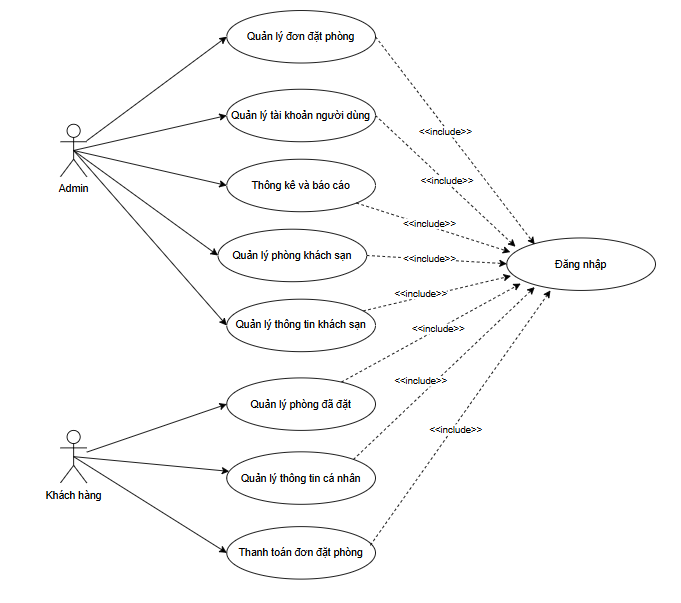 Quản lý đơn đặt phòng
Quản lý tài khoản người dùng
<<include>>
<<include>>
Admin
Thông kê và báo cáo
<<include>>
Quản lý phòng khách sạn
<<include>>
Đăng nhập
<<include>>
Quản lý thông tin khách sạn
<<include>>
<<include>>
Quản lý phòng đã đặt
<<include>>
Khách hàng
Quản lý thông tin cá nhân
Thanh toán đơn đặt phòng